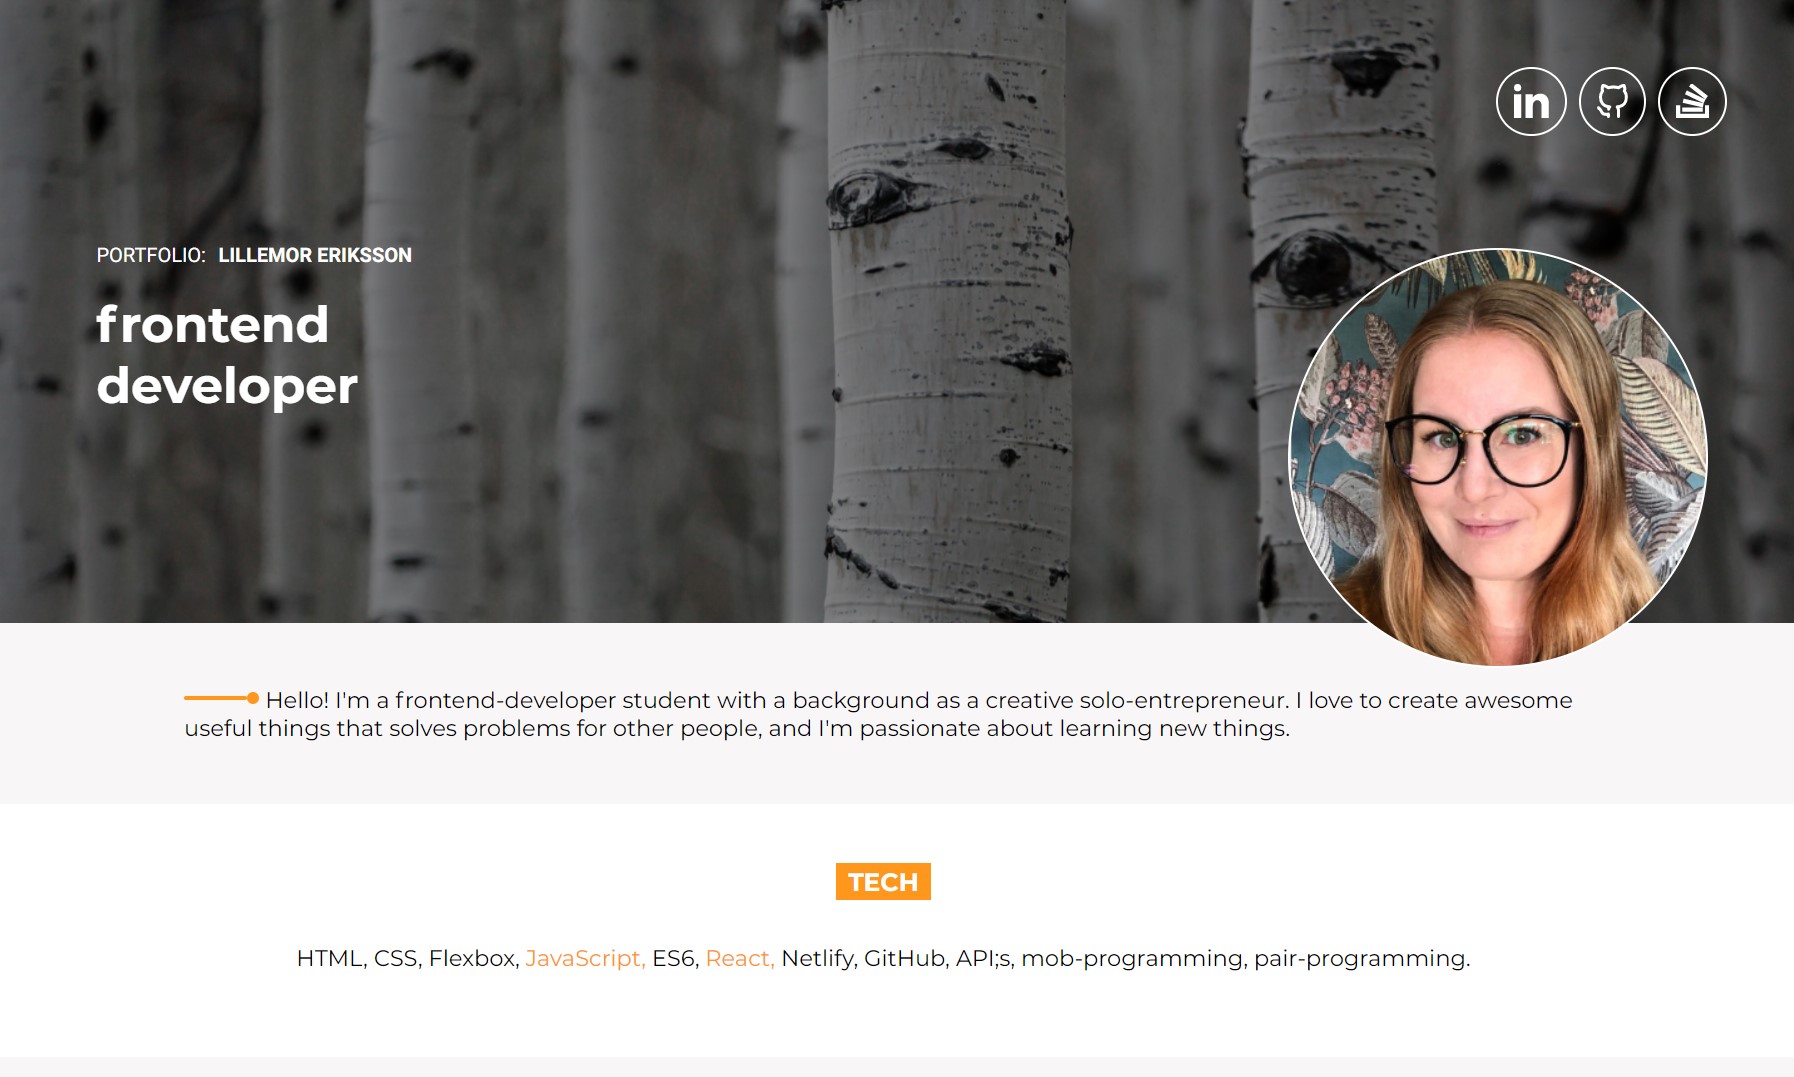 in
PORTFOLIO: LILLEMOR ERIKSSON
frontend
developer
Hello! I'm a frontend-developer student with a background as a creative solo-entrepreneur. I love to create awesome
useful things that solves problems for other people, and I'm passionate about learning new things.
TECH
HTML, CSS, Flexbox, JavaScript, ES6, React, Netlify, GitHub, API;s, mob-programming, pair-programming.